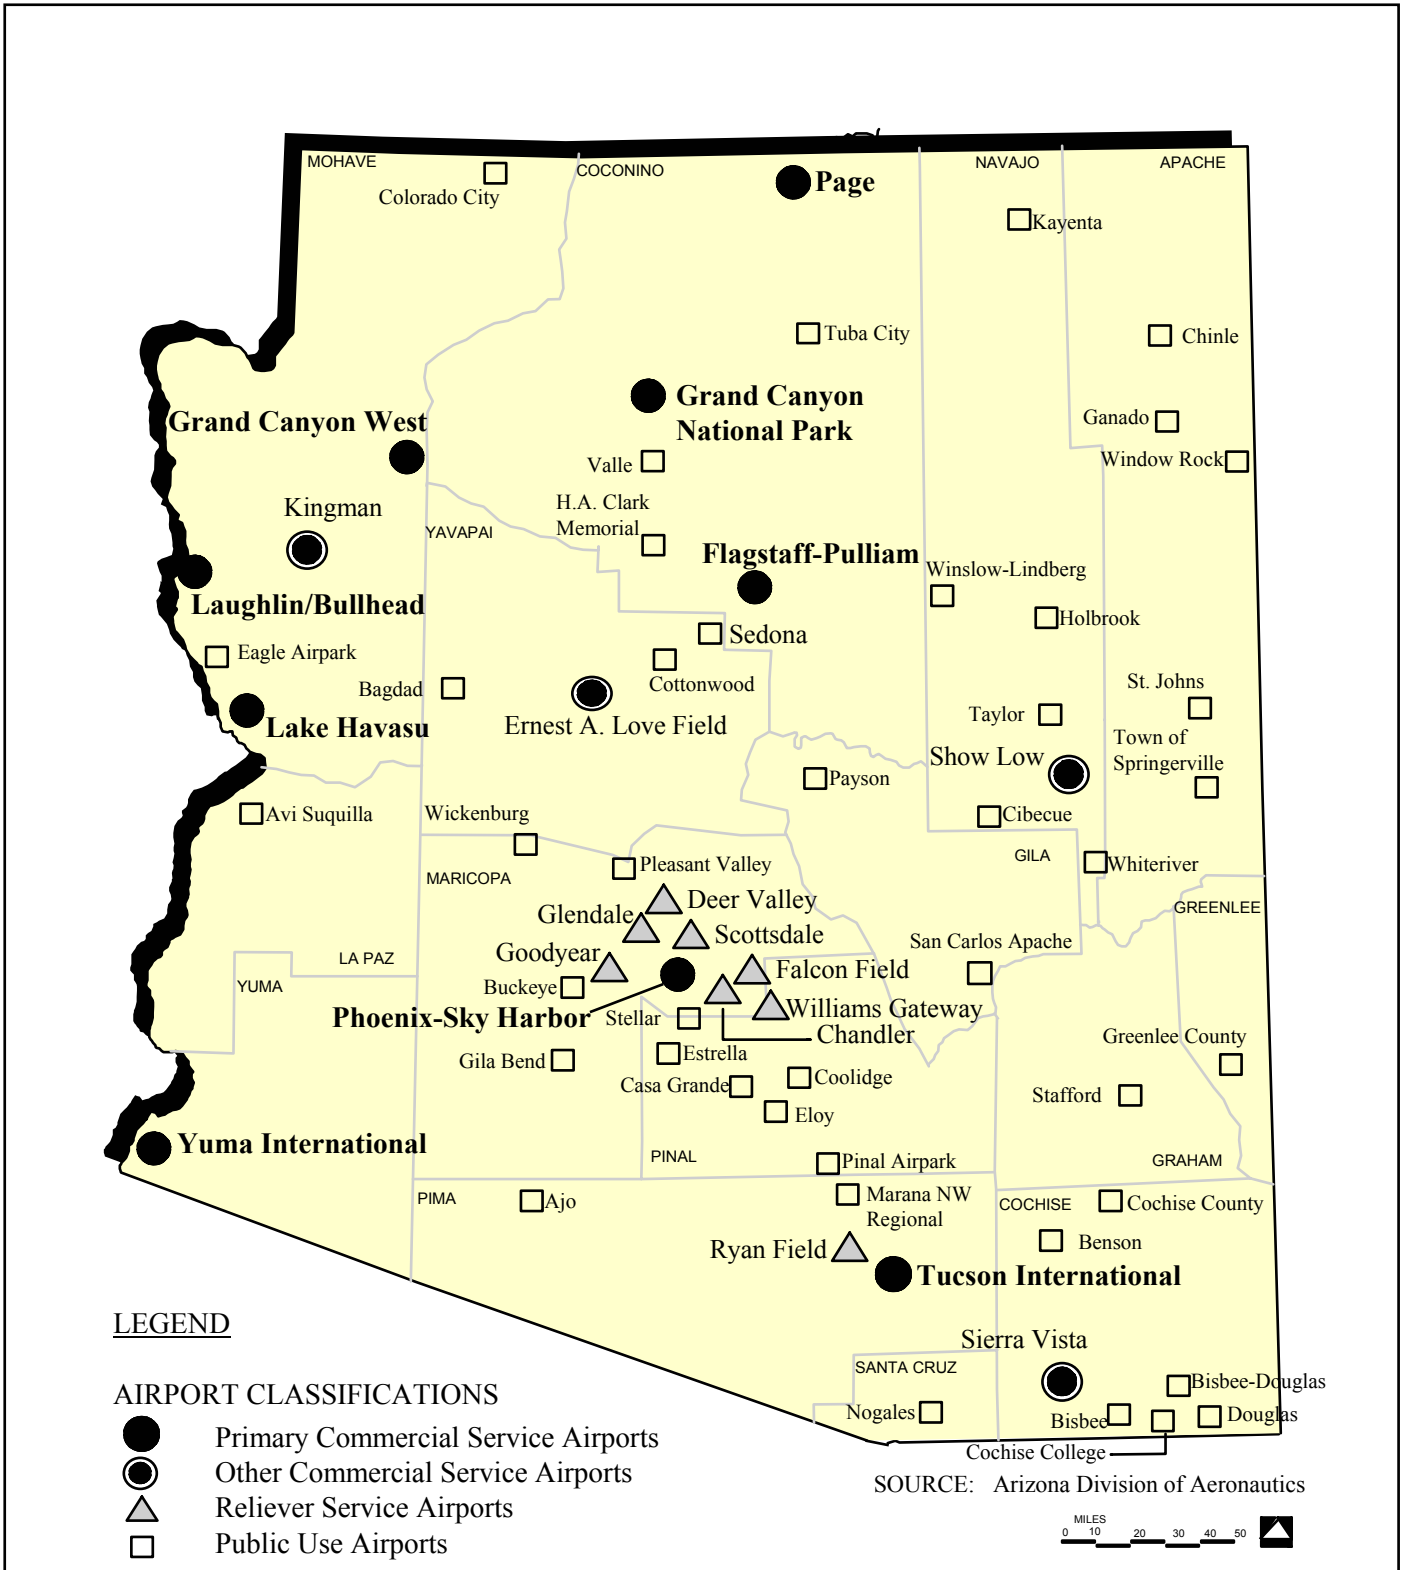 MOHAVE
COCONINO
NAVAJO
APACHE
Colorado City
Page
Kayenta
Tuba City
Chinle
Grand Canyon
National Park
Grand Canyon West
Ganado
Valle
Window Rock
Kingman
H.A. Clark
Memorial
YAVAPAI
Flagstaff-Pulliam
Winslow-Lindberg
Laughlin/Bullhead
Holbrook
Sedona
Eagle Airpark
Cottonwood
Bagdad
St. Johns
Lake Havasu
Ernest A. Love Field
Taylor
Town of
Springerville
Show Low
Payson
Avi Suquilla
Wickenburg
Cibecue
GILA
Pleasant Valley
Whiteriver
MARICOPA
Deer Valley
GREENLEE
Glendale
Scottsdale
San Carlos Apache
Goodyear
LA PAZ
Falcon Field
YUMA
Buckeye
Williams Gateway
Phoenix-Sky Harbor
Stellar
Chandler
Greenlee County
Estrella
Gila Bend
Coolidge
Casa Grande
Stafford
Eloy
Yuma International
PINAL
Pinal Airpark
GRAHAM
PIMA
Ajo
Marana NW
Regional
COCHISE
Cochise County
Benson
Ryan Field
Tucson International
LEGEND
Sierra Vista
SANTA CRUZ
Bisbee-Douglas
AIRPORT CLASSIFICATIONS
Nogales
Bisbee
Douglas
Primary Commercial Service Airports
Cochise College
Other Commercial Service Airports
SOURCE: Arizona Division of Aeronautics
Reliever Service Airports
Public Use Airports
MILES
0 10 20 30 40 50